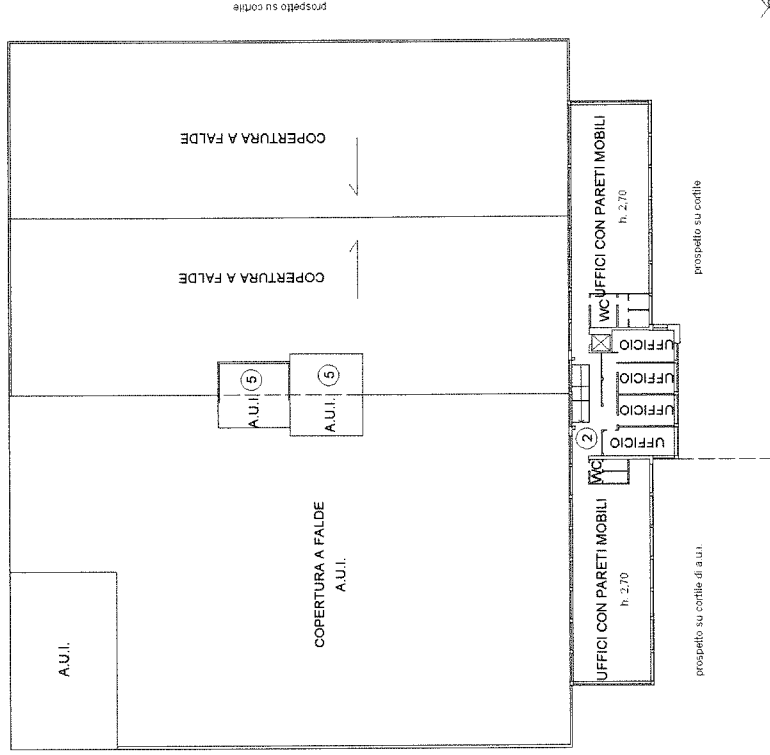 prospetto su cortile
COPERTURA A FALDE
COPERTURA A FALDE
A.U.I.
5
A.U.I.
5
COPERTURA A FALDE
A.U.I.
A.U.I.
UFFICI CON PARETI MOBILI
h. 2,70
WC
UFFICIO
UFFICIO
UFFICIO
UFFICIO
2
WC
UFFICI CON PARETI MOBILI
h. 2,70
prospetto su cortile
prospetto su cortile di a.u.i.